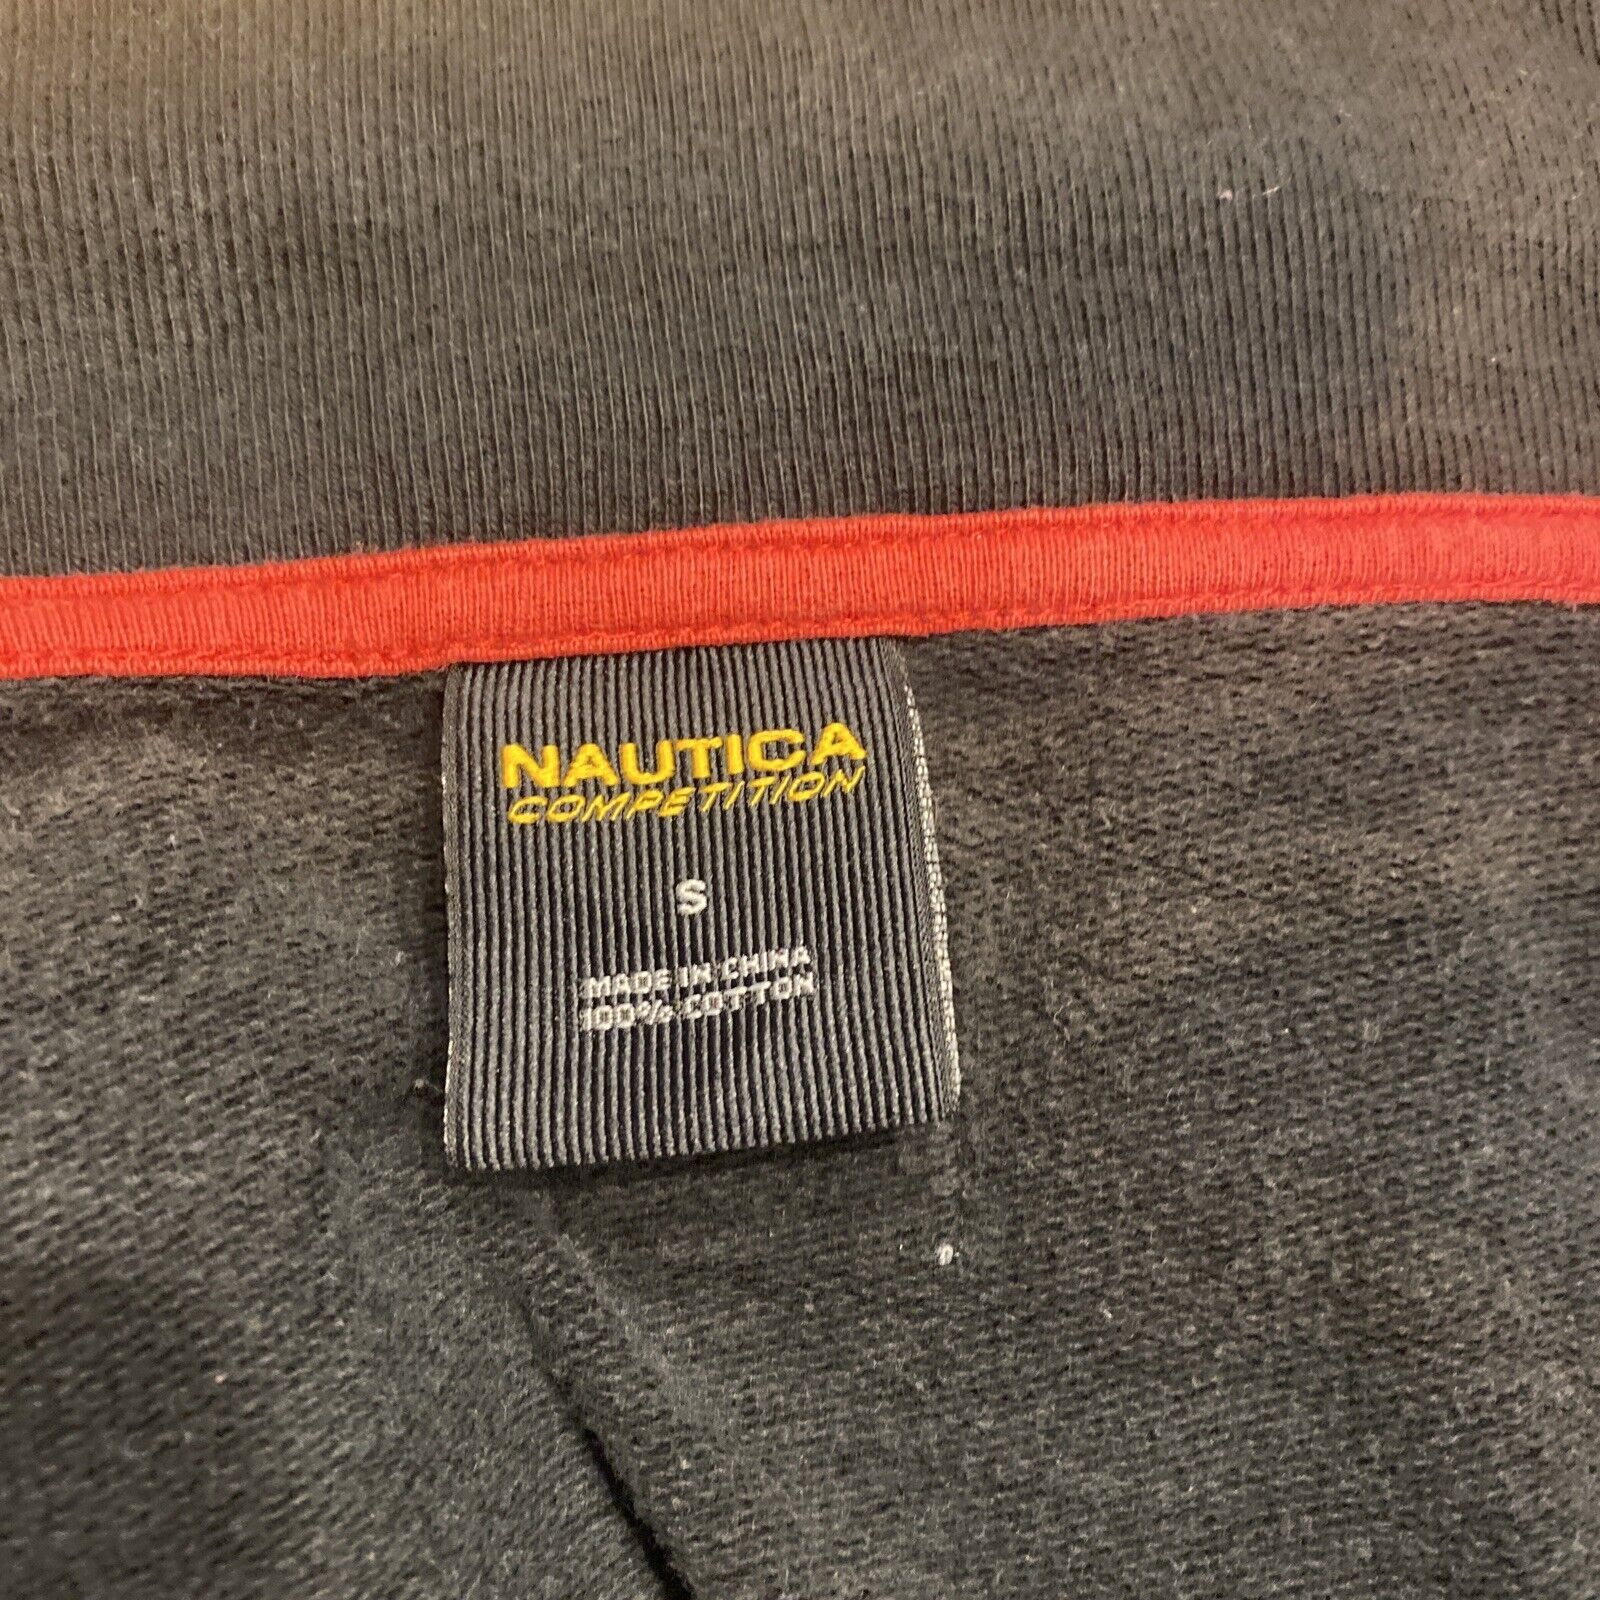 NAUTICA
COMPETITION
S
MADE IN CHINA
100% COTTON